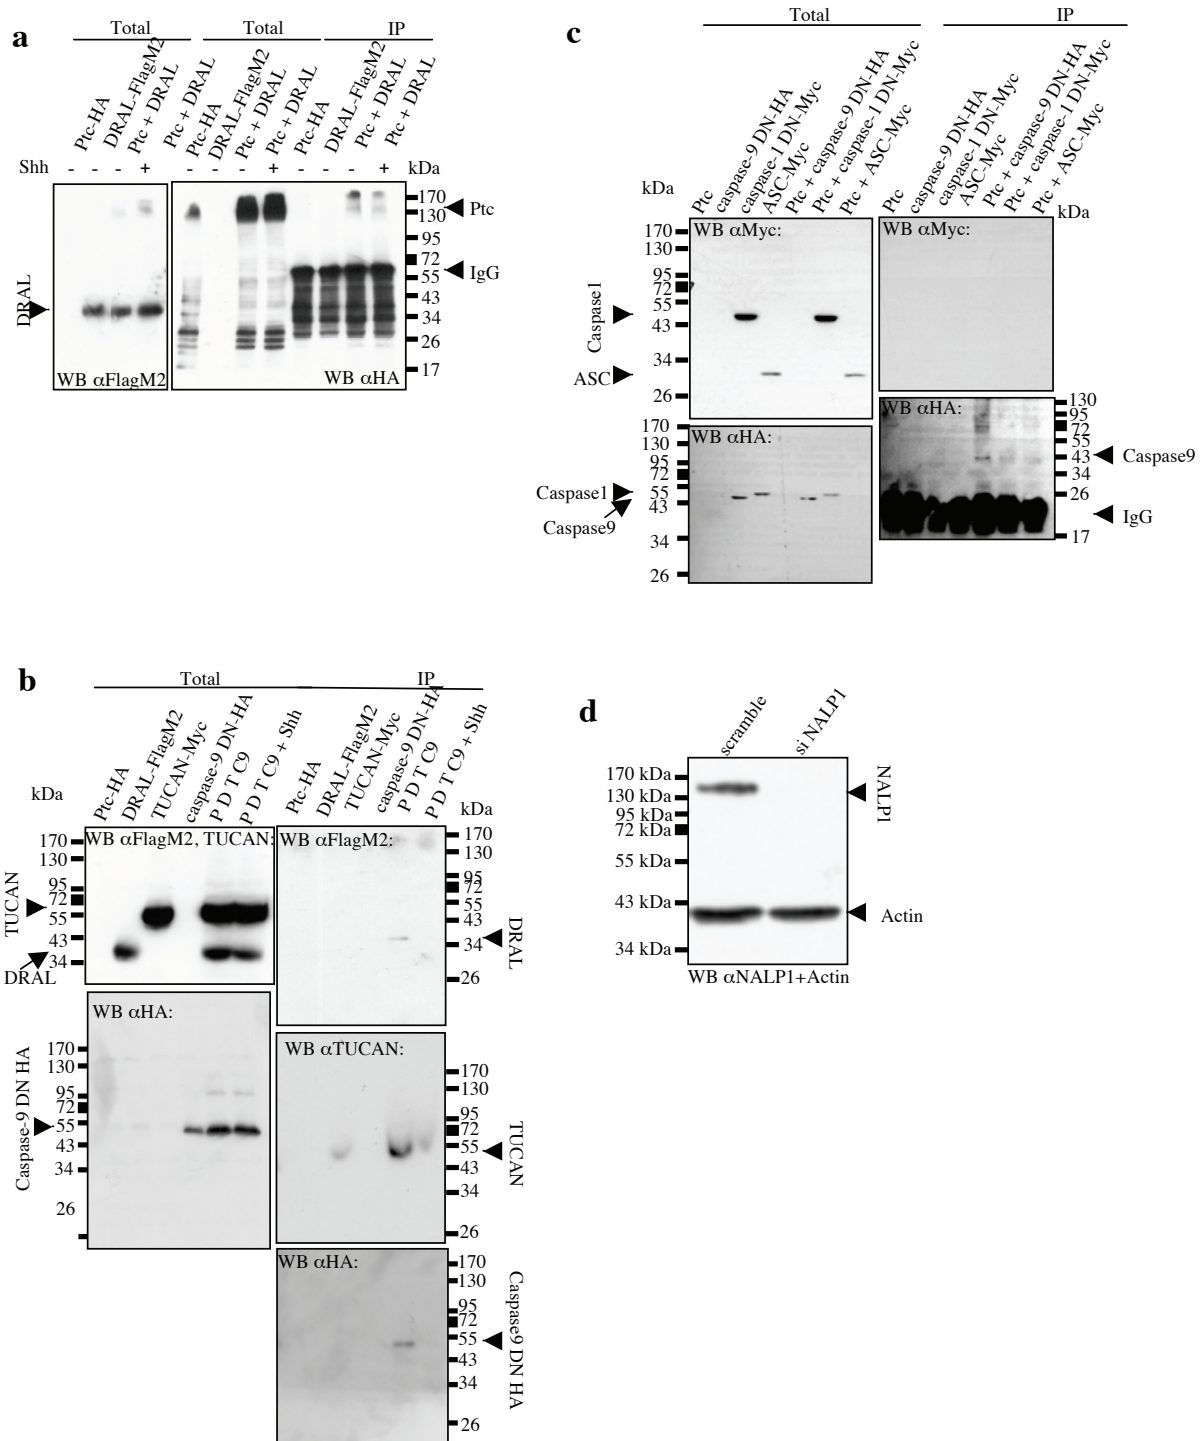 a
Total
Total
IP
Ptc-HA
DRAL-FlagM2
Ptc + DRAL
Ptc + DRAL
Ptc-HA
DRAL-FlagM2
Ptc + DRAL
Ptc + DRAL
Ptc-HA
DRAL-FlagM2
Ptc + DRAL
Ptc + DRAL
Shh - - - + - - - + - - - + kDa
170
130
95
72
55
43
34
26
17
Ptc
IgG
DRAL
WB αFlagM2
WB αHA
c
Total
IP
Ptc
caspase-9 DN-HA
caspase-1 DN-Myc
ASC-Myc
Ptc + caspase-9 DN-HA
Ptc + caspase-1 DN-Myc
Ptc + ASC-Myc
Ptc
caspase-9 DN-HA
caspase-1 DN-Myc
ASC-Myc
Ptc + caspase-9 DN-HA
Ptc + caspase-1 DN-Myc
Ptc + ASC-Myc
kDa
kDa
WB αMyc:
WB αMyc:
170
130
95
72
55
43
34
26
Caspase1
ASC
WB αHA:
170
130
95
72
55
43
34
26
Caspase1
Caspase9
WB αHA:
130
95
72
55
43
34
26
17
Caspase9
IgG
b
Total
IP
Ptc-HA
DRAL-FlagM2
TUCAN-Myc
caspase-9 DN-HA
P D T C9
P D T C9 + Shh
Ptc-HA
DRAL-FlagM2
TUCAN-Myc
caspase-9 DN-HA
P D T C9
P D T C9 + Shh
kDa
kDa
WB αFlagM2, TUCAN:
WB αFlagM2:
170
130
95
72
55
43
34
TUCAN
DRAL
170
130
95
72
55
43
34
26
DRAL
WB αHA:
170
130
95
72
55
43
34
26
Caspase-9 DN HA
WB αTUCAN:
170
130
95
72
55
43
34
26
TUCAN
WB αHA:
170
130
95
72
55
43
34
26
Caspase9 DN HA
d
scramble
si NALP1
170 kDa
130 kDa
95 kDa
72 kDa
55 kDa
43 kDa
34 kDa
NALP1
Actin
WB αNALP1+Actin